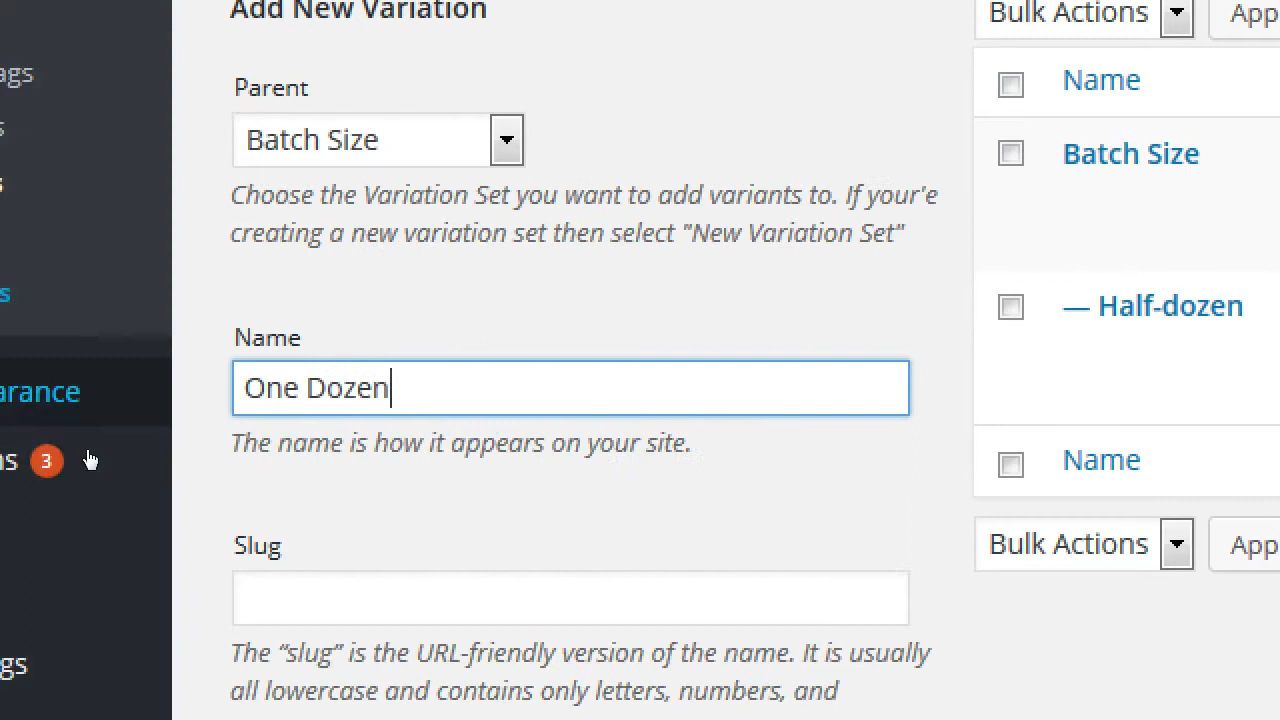 Add New Variation
Parent
Batch Size
Choose the Variation Set you want to add variants to. If your'e
creating a new variation set then select "New Variation Set"
Name
One Dozen
The name is how it appears on your site.
Slug
The “slug” is the URL-friendly version of the name. It is usually
all lowercase and contains only letters, numbers, and
Bulk Actions
Name
Batch Size
— Half-dozen
Name
Bulk Actions
3